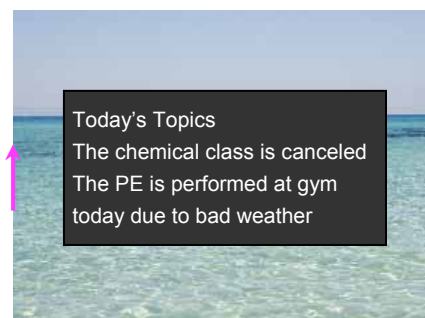 Today’s Topics
The chemical class is canceled
The PE is performed at gym
today due to bad weather